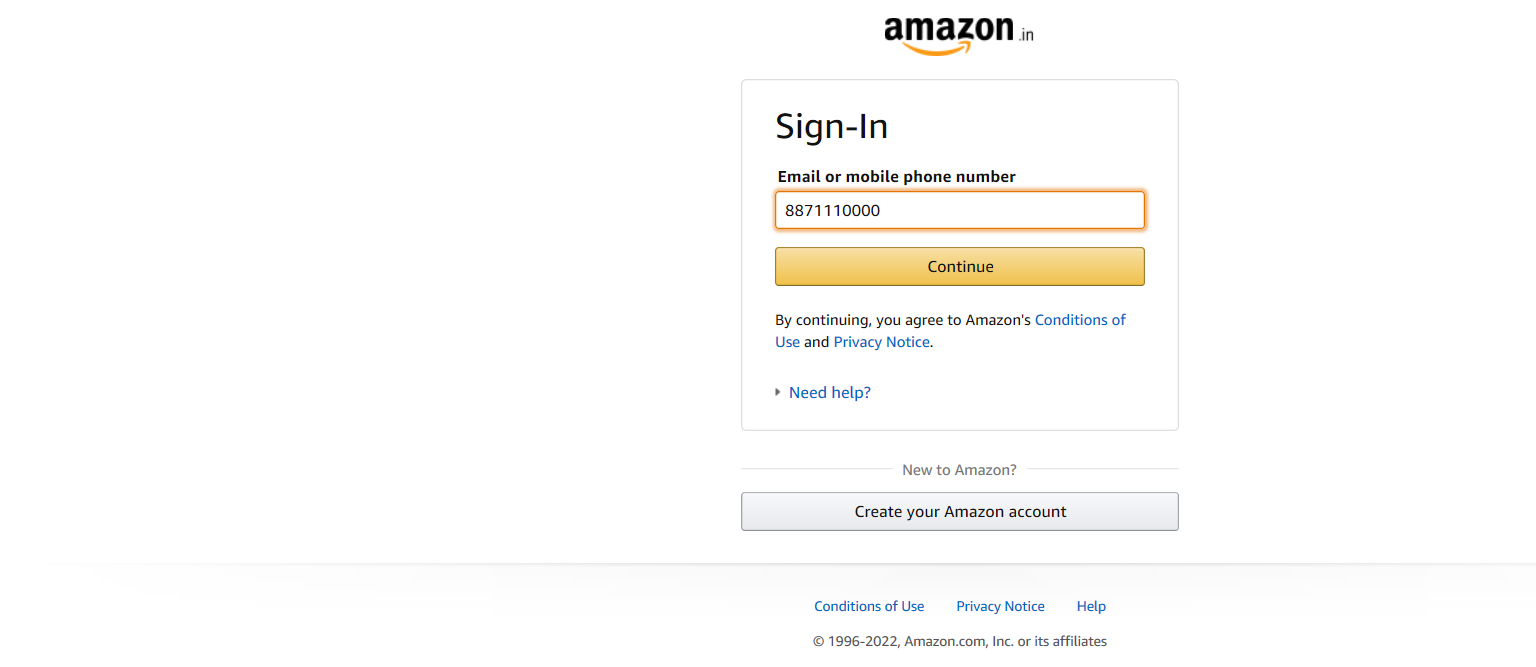 amazon.in
Sign-In
Email or mobile phone number
8871110000
Continue
By continuing, you agree to Amazon's Conditions of
Use and Privacy Notice.
Need help?
New to Amazon?
Create your Amazon account
Conditions of Use Privacy Notice Help
© 1996-2022, Amazon.com, Inc. or its affiliates